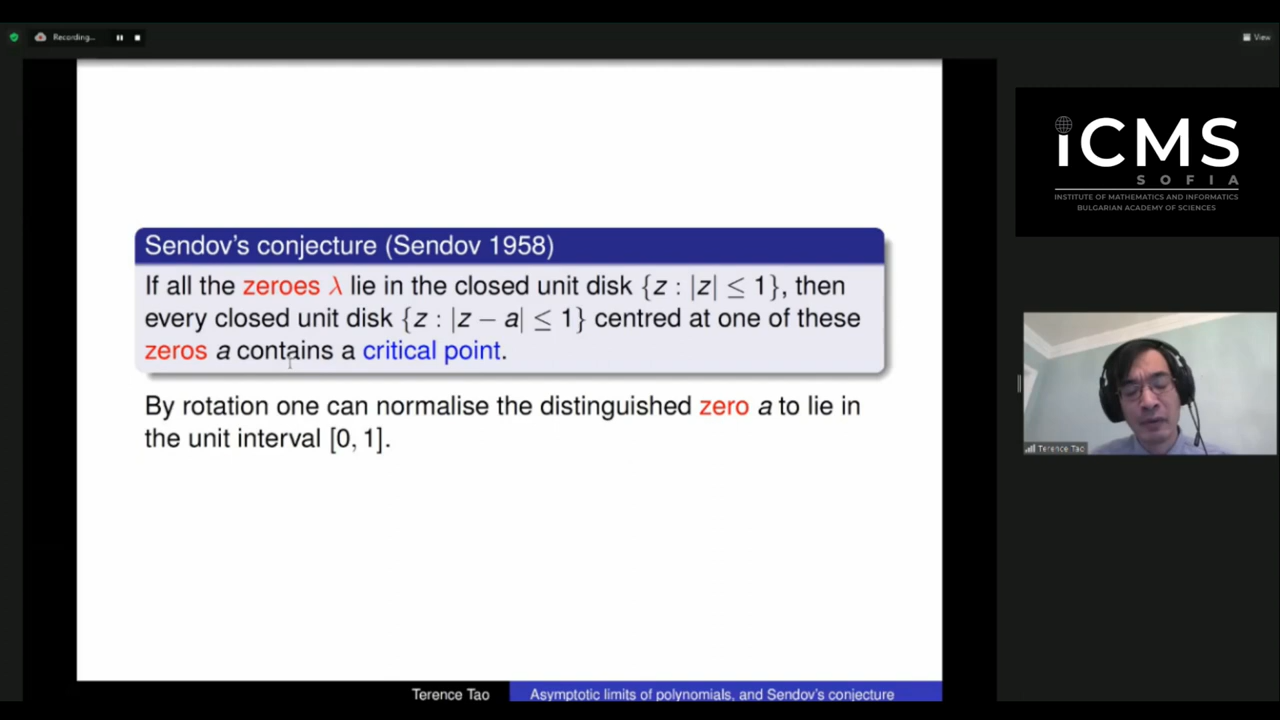 Recording...
View
Sendov's conjecture (Sendov 1958)
If all the zeroes λ lie in the closed unit disk {z : |z| ≤ 1}, then
every closed unit disk {z : |z − a| ≤ 1} centred at one of these
zeros a contains a critical point.
By rotation one can normalise the distinguished zero a to lie in
the unit interval [0, 1].
Terence Tao
Asymptotic limits of polynomials, and Sendov's conjecture
iCMS
SOFIA
INSTITUTE OF MATHEMATICS AND INFORMATICS
BULGARIAN ACADEMY OF SCIENCES
Terence Tao